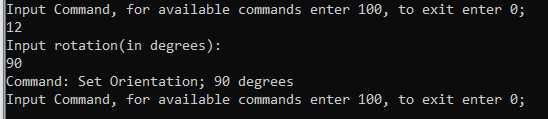 Input Command, for available commands enter 100, to exit enter 0;
12
Input rotation(in degrees):
90
Command: Set Orientation; 90 degrees
Input Command, for available commands enter 100, to exit enter 0;